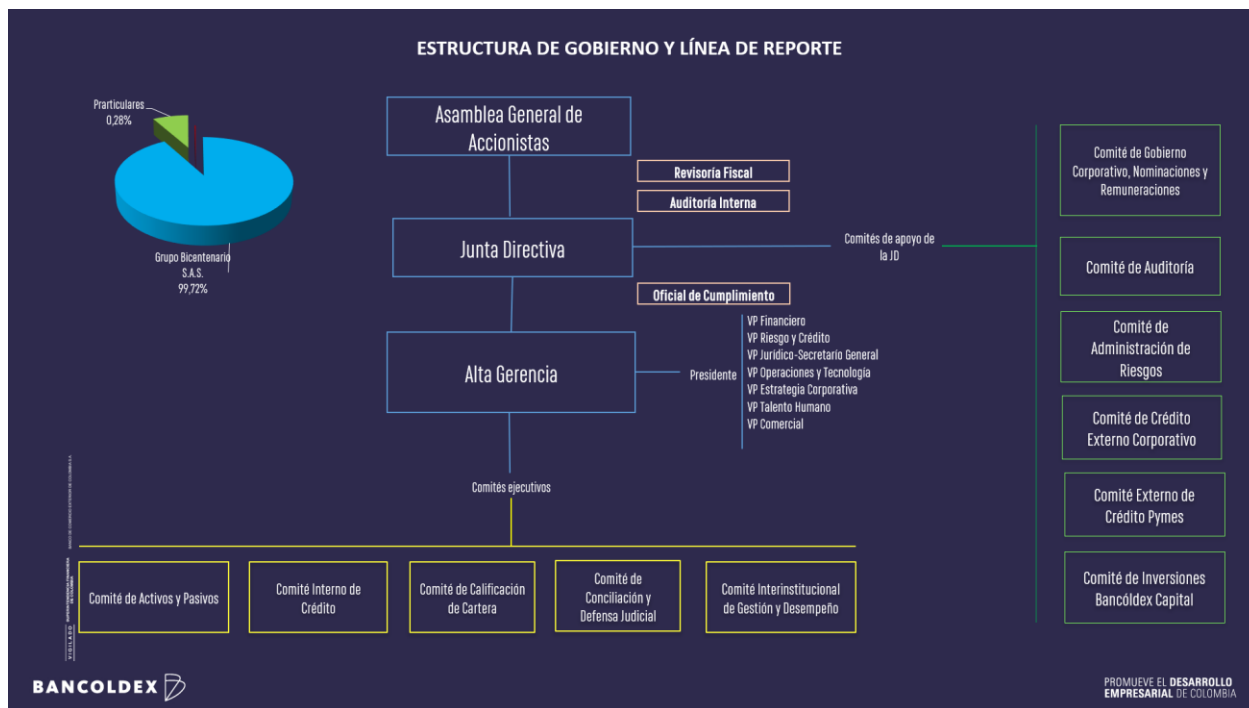 ESTRUCTURA DE GOBIERNO Y LÍNEA DE REPORTE
Prarticulares
0,28%
Grupo Bicentenario
S.A.S.
99,72%
Asamblea General de
Accionistas
Revisoría Fiscal
Auditoría Interna
Junta Directiva
Comités de apoyo de
la JD
Oficial de Cumplimiento
Alta Gerencia
Presidente
VP Financiero
VP Riesgo y Crédito
VP Jurídico-Secretario General
VP Operaciones y Tecnología
VP Estrategia Corporativa
VP Talento Humano
VP Comercial
Comité de Gobierno
Corporativo, Nominaciones y
Remuneraciones
Comité de Auditoría
Comité de
Administración de
Riesgos
Comité de Crédito
Externo Corporativo
Comité Externo de
Crédito Pymes
Comité de Inversiones
Bancóldex Capital
Comités ejecutivos
Comité de Activos y Pasivos
Comité Interno de
Crédito
Comité de Calificación
de Cartera
Comité de
Conciliación y
Defensa Judicial
Comité Interinstitucional
de Gestión y Desempeño
VIGILADO
SUPERINTENDENCIA FINANCIERA
DE COLOMBIA
BANCOLDEX
PROMUEVE EL DESARROLLO
EMPRESARIAL DE COLOMBIA